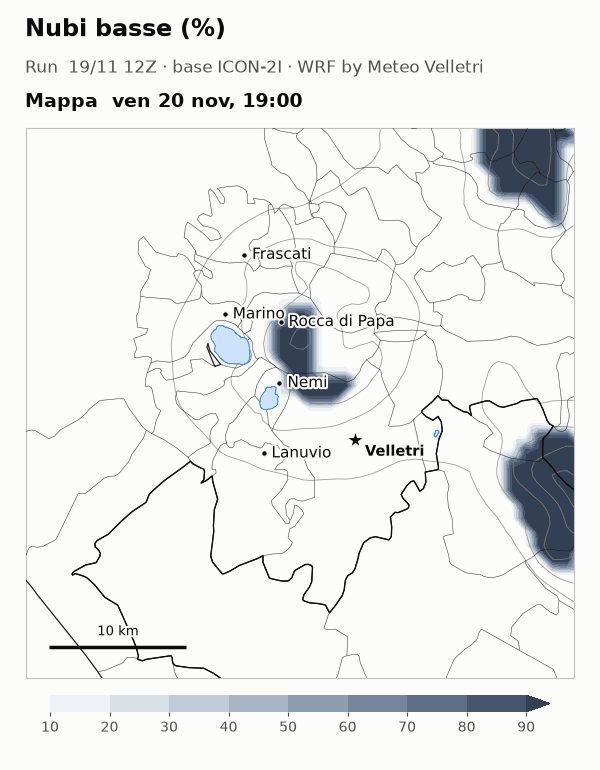 Nubi basse (%)
Run  19/11 12Z · base ICON-2I · WRF by Meteo Velletri
Mappa  ven 20 nov, 19:00
Frascati
Marino
Rocca di Papa
Nemi
Velletri
Lanuvio
10 km
10 20 30 40 50 60 70 80 90